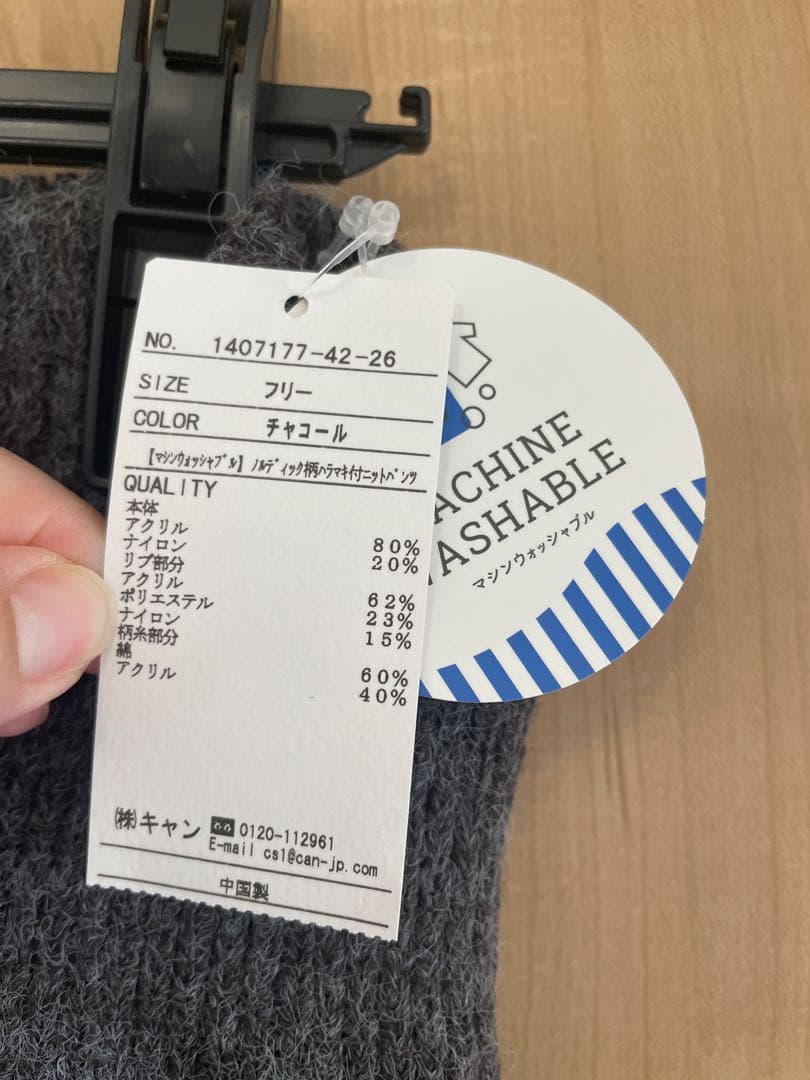 NO. 1407177-42-26
SIZE フリー
COLOR チャコール
【マシンウォッシャブル】ノルディック柄ハラマキ付ニットパンツ
QUALITY
本体
アクリル 80%
ナイロン 20%
リブ部分
アクリル 62%
ポリエステル 23%
ナイロン 15%
柄糸部分
綿 60%
アクリル 40%
㈱キャン 0120-112961
E-mail cs1@can-jp.com
中国製
ACHINE
ASHABLE
マシンウォッシャブル